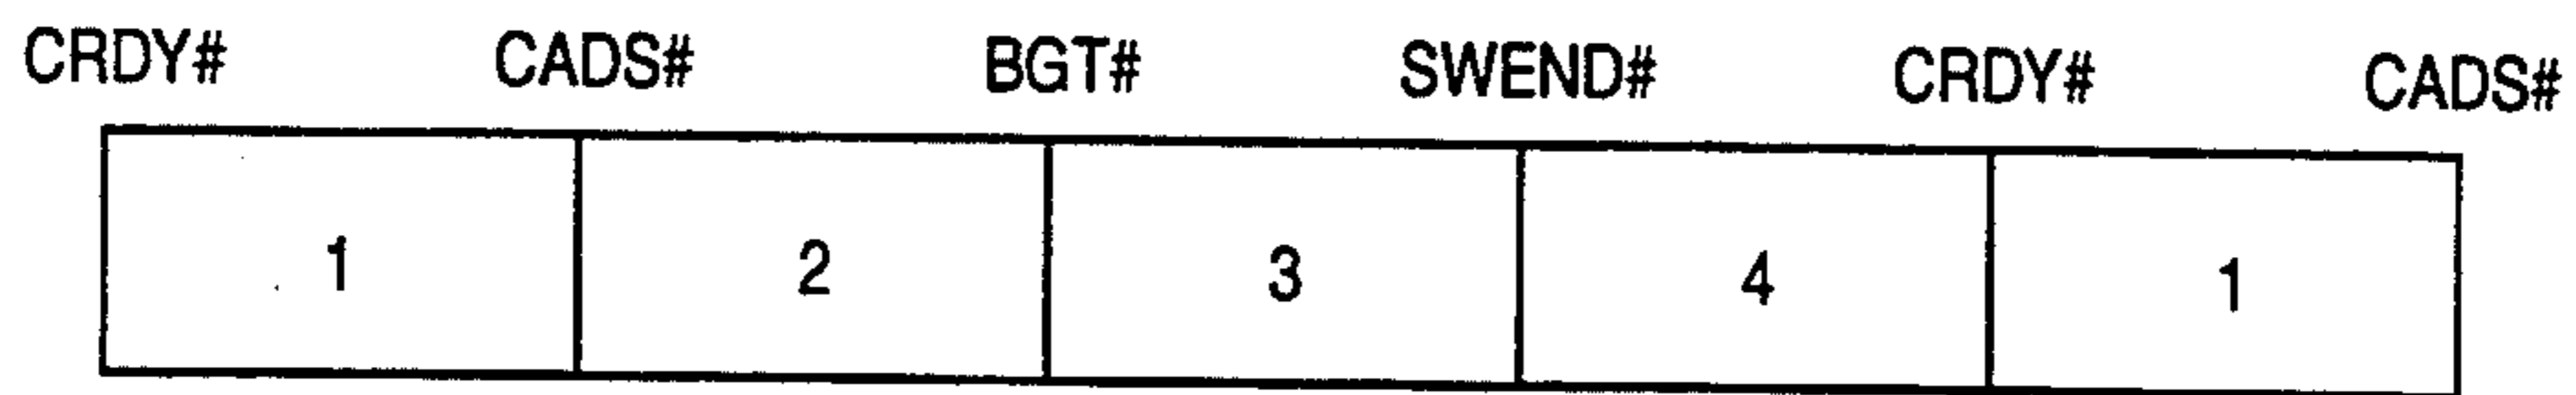 CRDY# CADS# BGT# SWEND# CRDY# CADS#
1 2 3 4 1